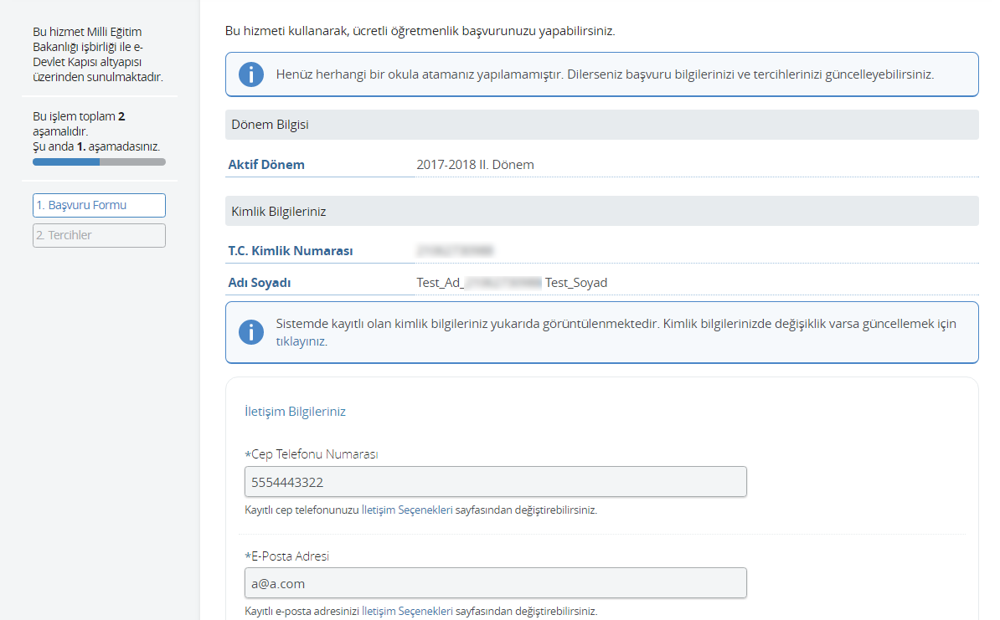 Bu hizmet Milli Eğitim
Bakanlığı işbirliği ile e-
Devlet Kapısı altyapısı
üzerinden sunulmaktadır.
Bu işlem toplam 2
aşamalıdır.
Şu anda 1. aşamadasınız.
1. Başvuru Formu
2. Tercihler
Bu hizmeti kullanarak, ücretli öğretmenlik başvurunuzu yapabilirsiniz.
Henüz herhangi bir okula atamanız yapılamamıştır. Dilerseniz başvuru bilgilerinizi ve tercihlerinizi güncelleyebilirsiniz.
Dönem Bilgisi
Aktif Dönem 2017-2018 II. Dönem
Kimlik Bilgileriniz
T.C. Kimlik Numarası
Adı Soyadı Test_Ad_ Test_Soyad
Sistemde kayıtlı olan kimlik bilgileriniz yukarıda görüntülenmektedir. Kimlik bilgilerinizde değişiklik varsa güncellemek için
tıklayınız.
İletişim Bilgileriniz
*Cep Telefonu Numarası
5554443322
Kayıtlı cep telefonunuzu İletişim Seçenekleri sayfasından değiştirebilirsiniz.
*E-Posta Adresi
a@a.com
Kayıtlı e-posta adresinizi İletişim Seçenekleri sayfasından değiştirebilirsiniz.